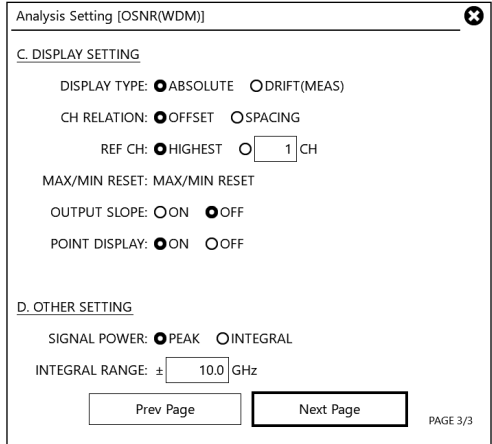 Analysis Setting [OSNR(WDM)]
C. DISPLAY SETTING
DISPLAY TYPE: ABSOLUTE DRIFT(MEAS)
CH RELATION: OFFSET SPACING
REF CH: HIGHEST 1 CH
MAX/MIN RESET: MAX/MIN RESET
OUTPUT SLOPE: ON OFF
POINT DISPLAY: ON OFF
D. OTHER SETTING
SIGNAL POWER: PEAK INTEGRAL
INTEGRAL RANGE: ± 10.0 GHz
Prev Page Next Page PAGE 3/3